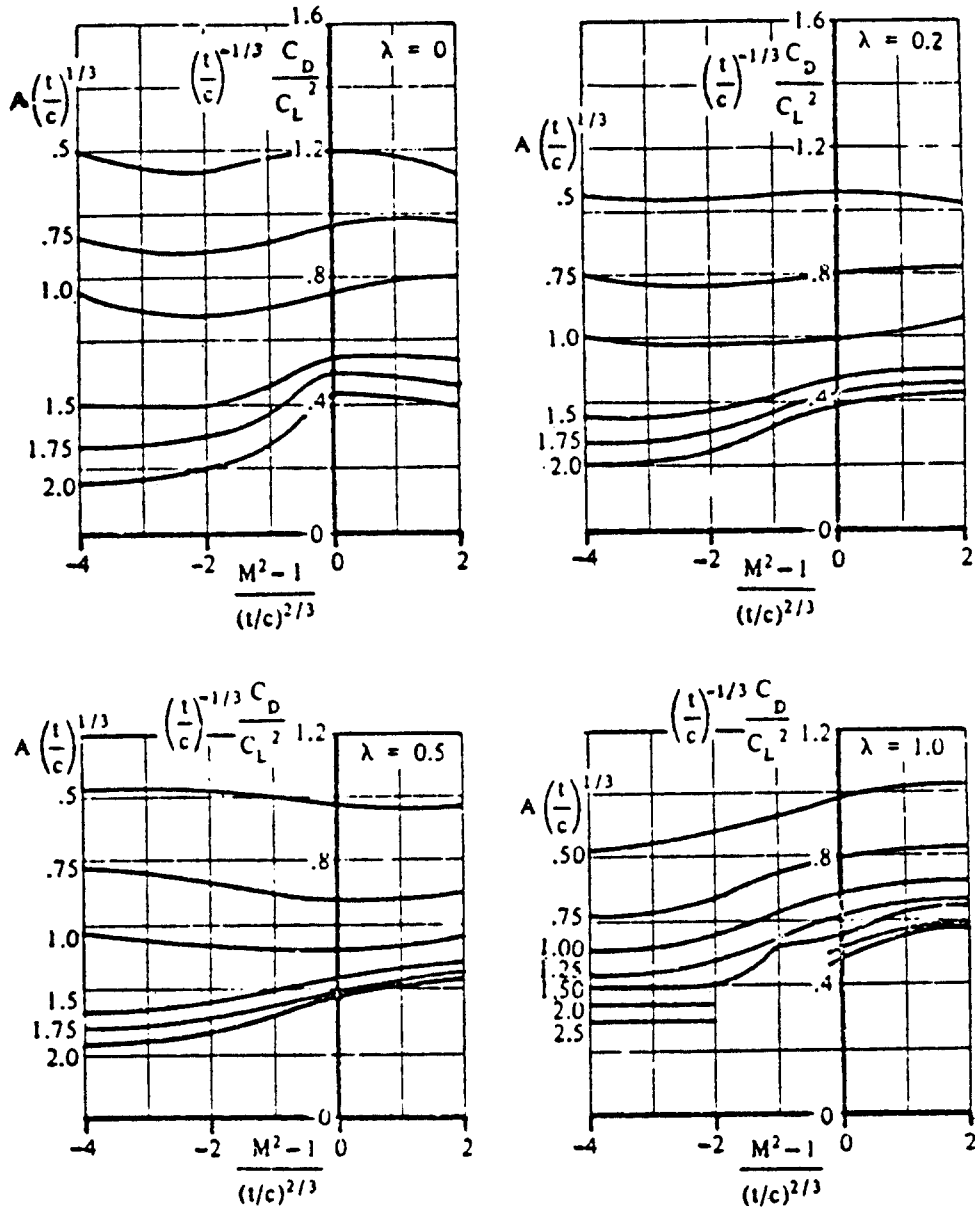 1.6
(t/c)^-1/3 C_D/C_L^2
λ = 0
A(t/c)^1/3
1.2
.5
.75
.8
1.0
.4
1.5
1.75
2.0
0
-4 -2 0 2
M² - 1
(t/c)^2/3
1.6
(t/c)^-1/3 C_D/C_L^2
λ = 0.2
A(t/c)^1/3
1.2
.5
.75
.8
1.0
.4
1.5
1.75
2.0
0
-4 -2 0 2
M² - 1
(t/c)^2/3
(t/c)^-1/3 C_D/C_L^2
1.2
λ = 0.5
A(t/c)^1/3
.5
.75
.8
1.0
1.5
1.75
2.0
0
-4 -2 0 2
M² - 1
(t/c)^2/3
(t/c)^-1/3 C_D/C_L^2
1.2
λ = 1.0
A(t/c)^1/3
.50
.8
.75
1.00
1.25
1.50
.4
2.0
2.5
0
-4 -2 0 2
M² - 1
(t/c)^2/3